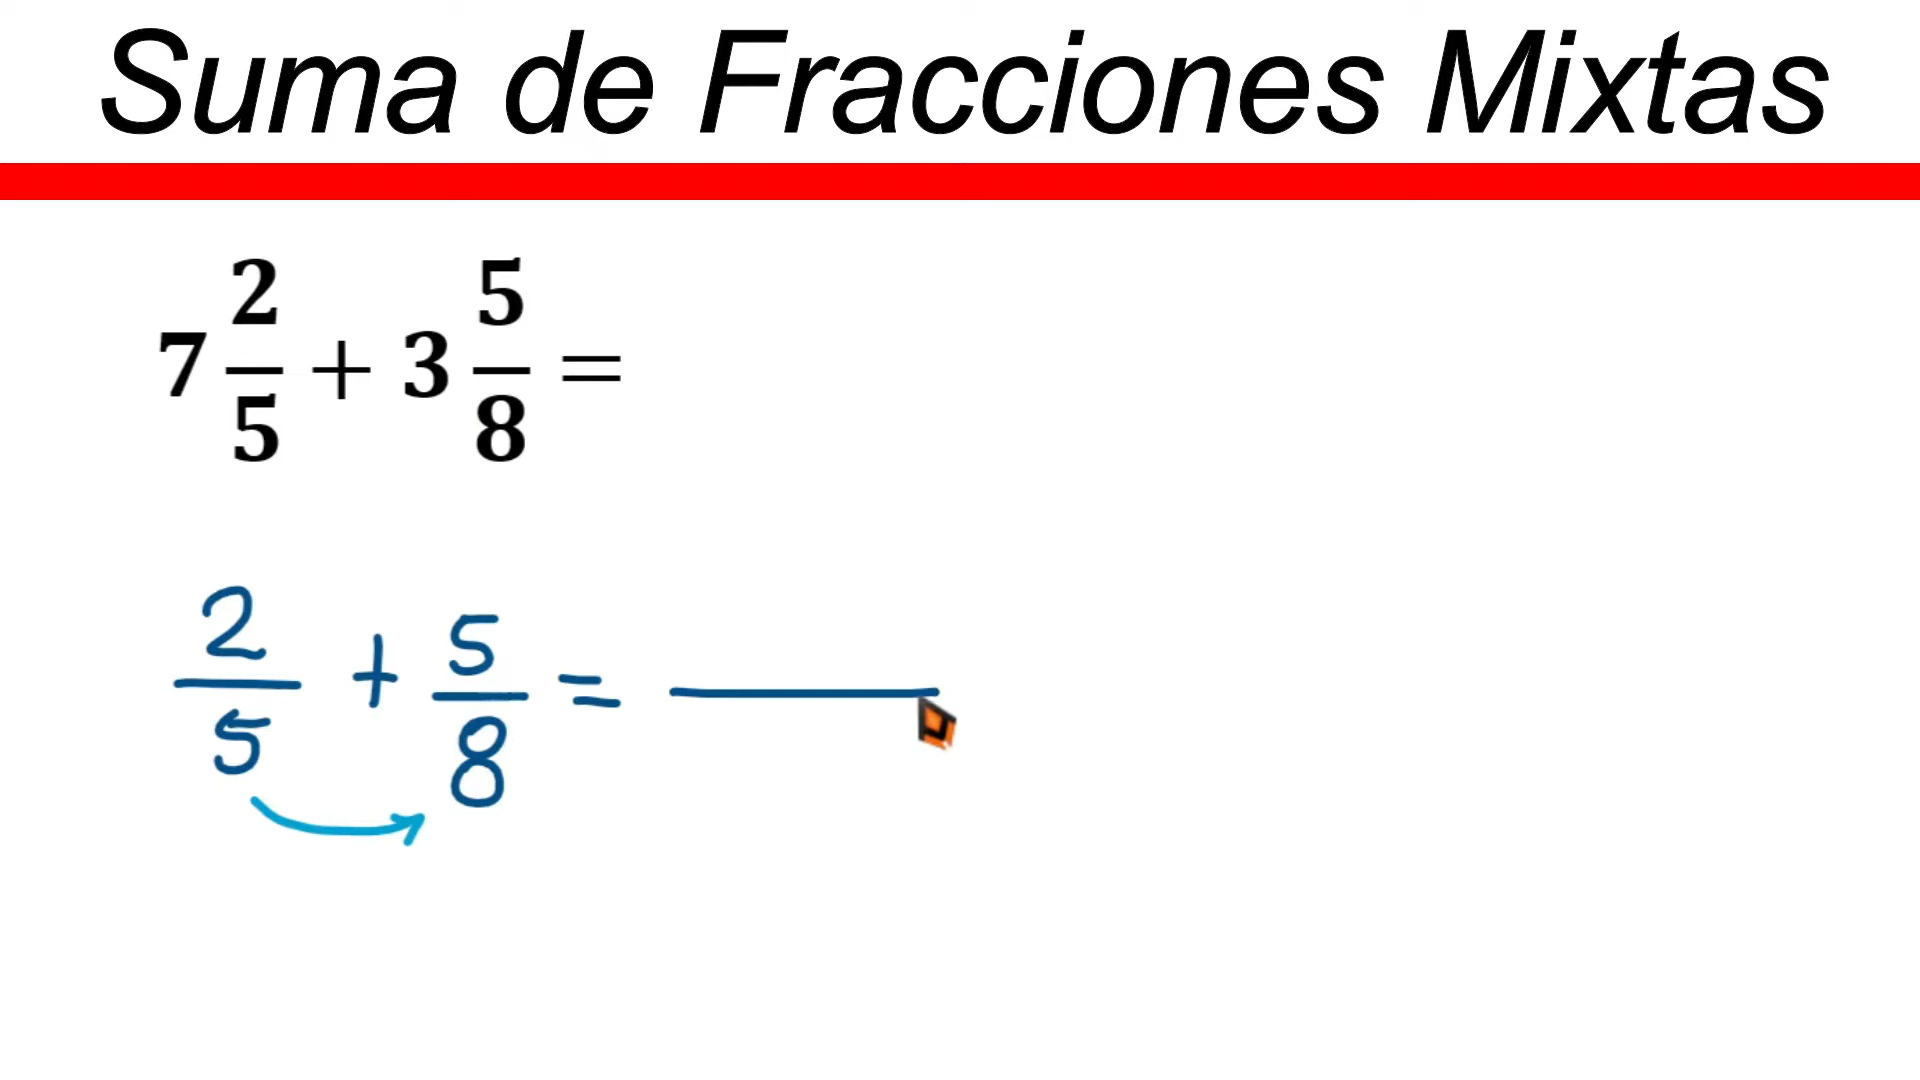 Suma de Fracciones Mixtas
7 2/5 + 3 5/8 =
2/5 + 5/8 =